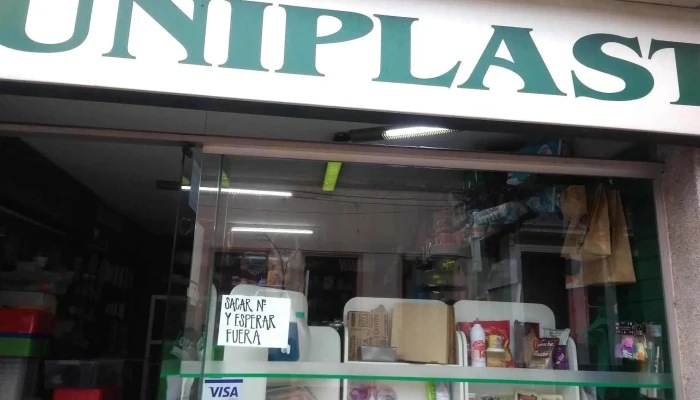 UNIPLAST
SACAR Nº
Y ESPERAR
FUERA
VISA